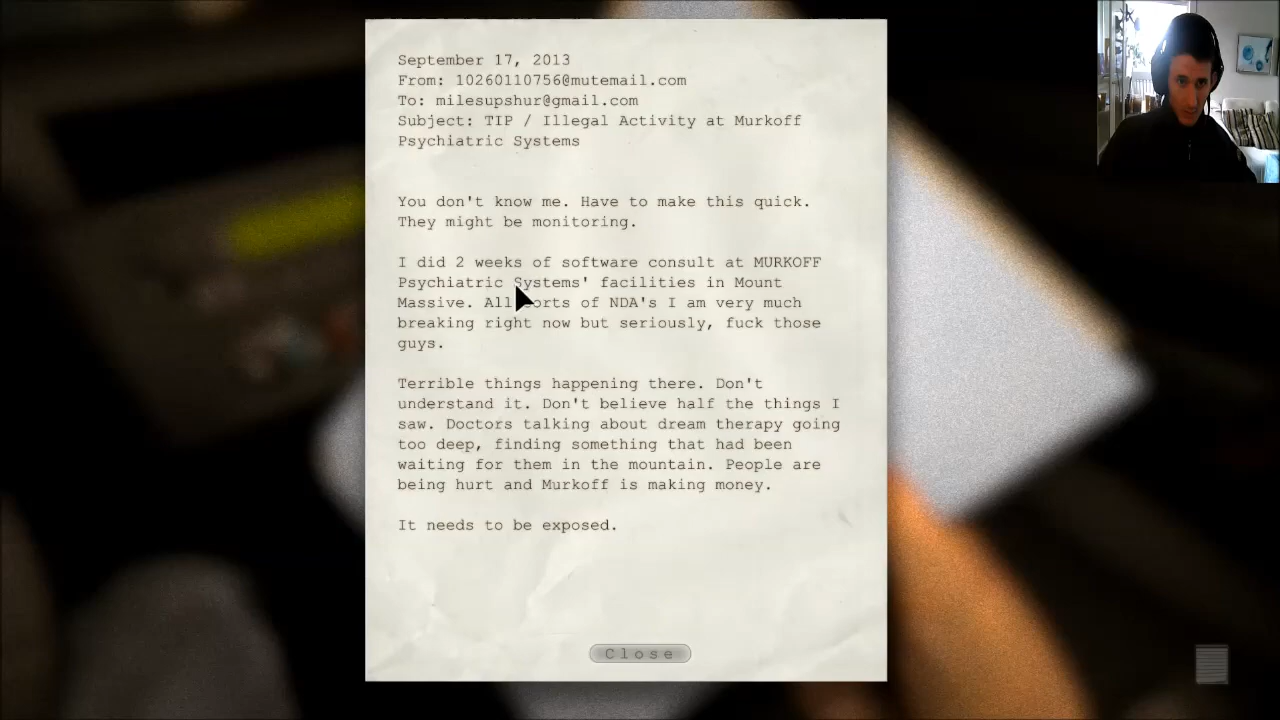 September 17, 2013
From: 10260110756@mutemail.com
To: milesupshur@gmail.com
Subject: TIP / Illegal Activity at Murkoff
Psychiatric Systems
You don't know me. Have to make this quick.
They might be monitoring.
I did 2 weeks of software consult at MURKOFF
Psychiatric Systems' facilities in Mount
Massive. All sorts of NDA's I am very much
breaking right now but seriously, fuck those
guys.
Terrible things happening there. Don't
understand it. Don't believe half the things I
saw. Doctors talking about dream therapy going
too deep, finding something that had been
waiting for them in the mountain. People are
being hurt and Murkoff is making money.
It needs to be exposed.
Close